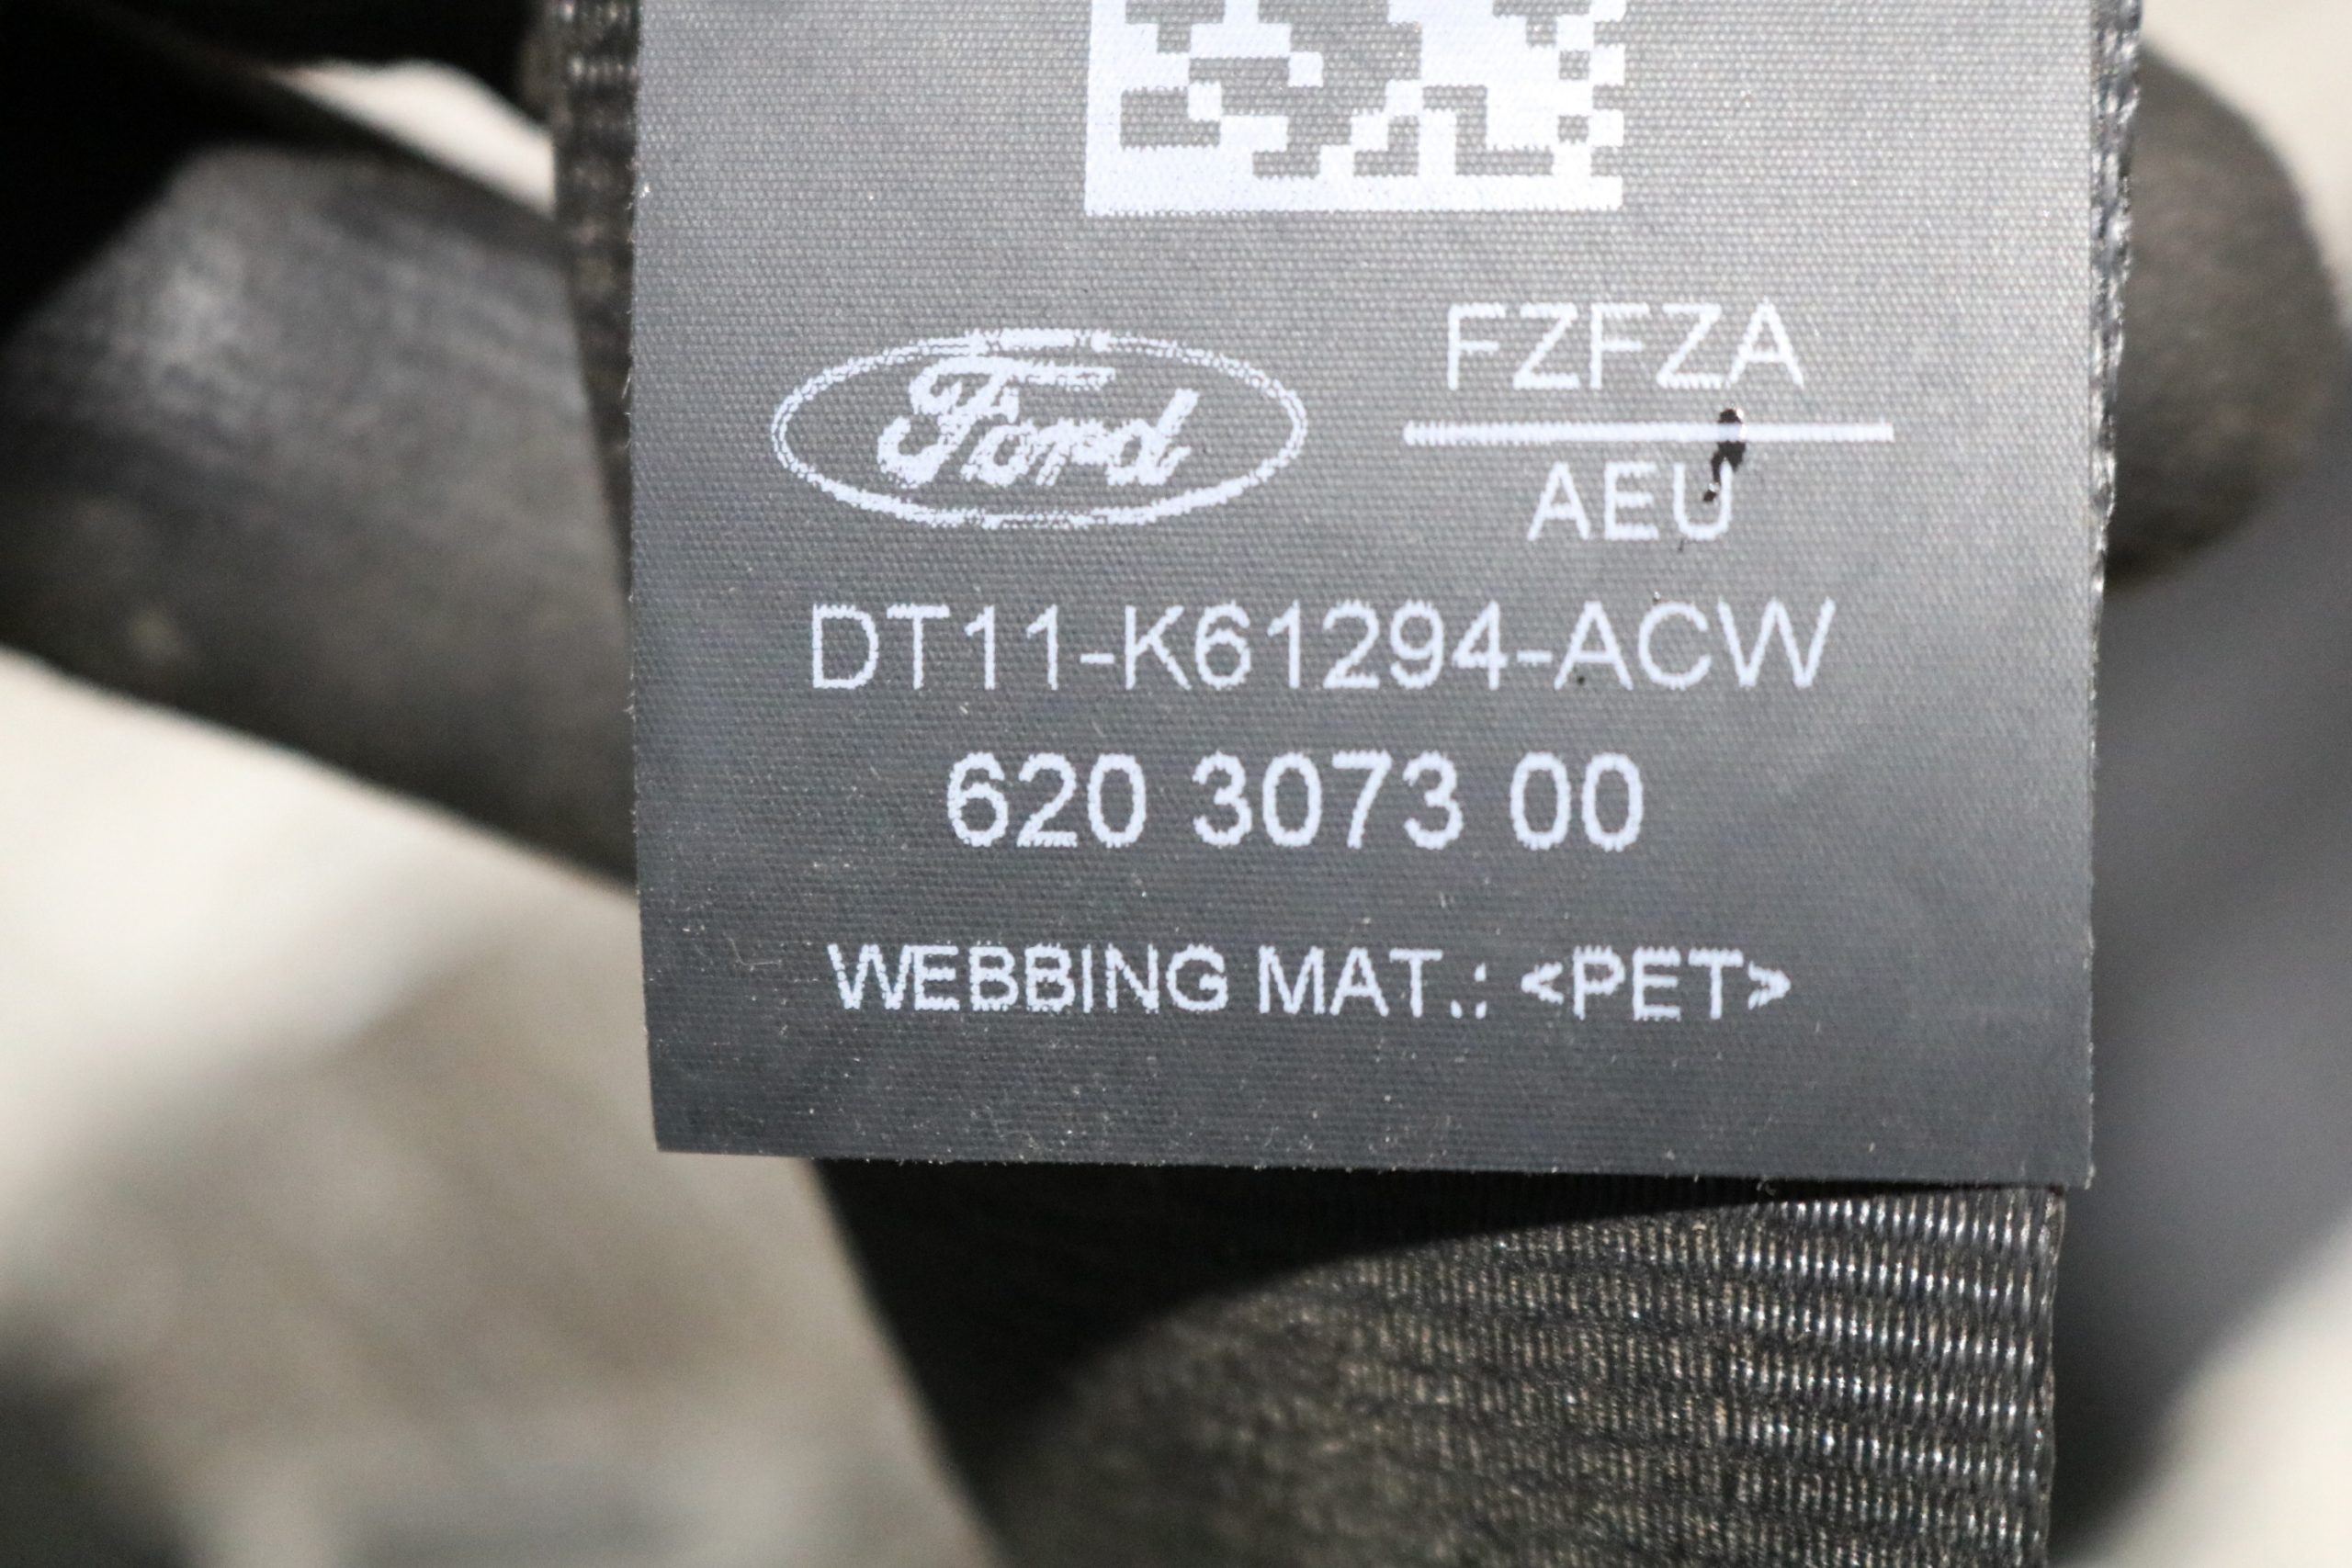 Ford
FZFZA
AEU
DT11-K61294-ACW
620 3073 00
WEBBING MAT.: <PET>